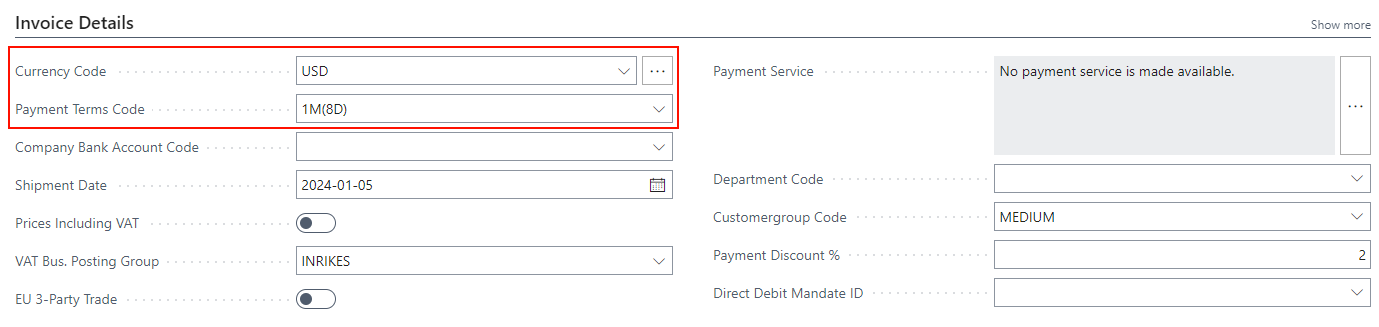 Invoice Details
Show more
Currency Code
USD
Payment Terms Code
1M(8D)
Company Bank Account Code
Shipment Date
2024-01-05
Prices Including VAT
VAT Bus. Posting Group
INRIKES
EU 3-Party Trade
Payment Service
No payment service is made available.
Department Code
Customergroup Code
MEDIUM
Payment Discount %
2
Direct Debit Mandate ID